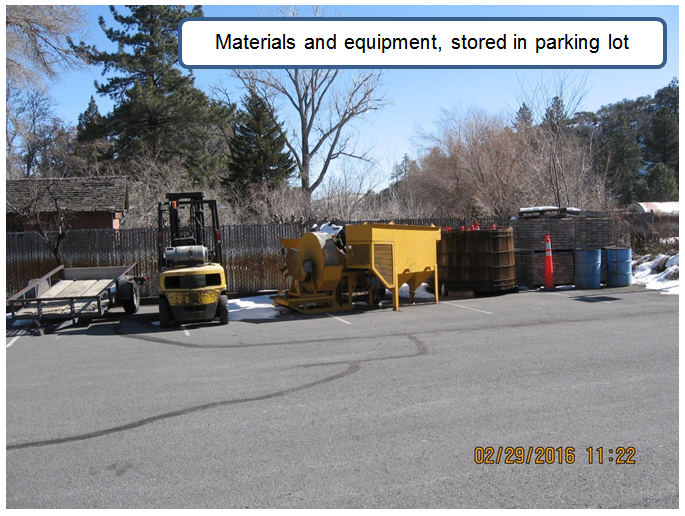 Materials and equipment, stored in parking lot
02/29/2016 11:22